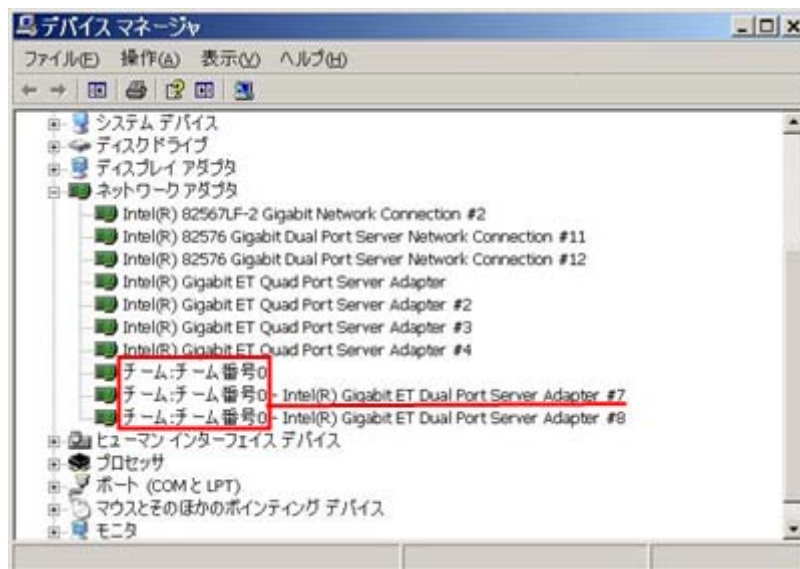 デバイス マネージャ
ファイル(F) 操作(A) 表示(V) ヘルプ(H)
システム デバイス
ディスク ドライブ
ディスプレイ アダプタ
ネットワーク アダプタ
Intel(R) 82567LF-2 Gigabit Network Connection #2
Intel(R) 82576 Gigabit Dual Port Server Network Connection #11
Intel(R) 82576 Gigabit Dual Port Server Network Connection #12
Intel(R) Gigabit ET Quad Port Server Adapter
Intel(R) Gigabit ET Quad Port Server Adapter #2
Intel(R) Gigabit ET Quad Port Server Adapter #3
Intel(R) Gigabit ET Quad Port Server Adapter #4
チーム:チーム番号0
チーム:チーム番号0 - Intel(R) Gigabit ET Dual Port Server Adapter #7
チーム:チーム番号0 - Intel(R) Gigabit ET Dual Port Server Adapter #8
ヒューマン インターフェイス デバイス
プロセッサ
ポート (COM と LPT)
マウスとそのほかのポインティング デバイス
モニタ